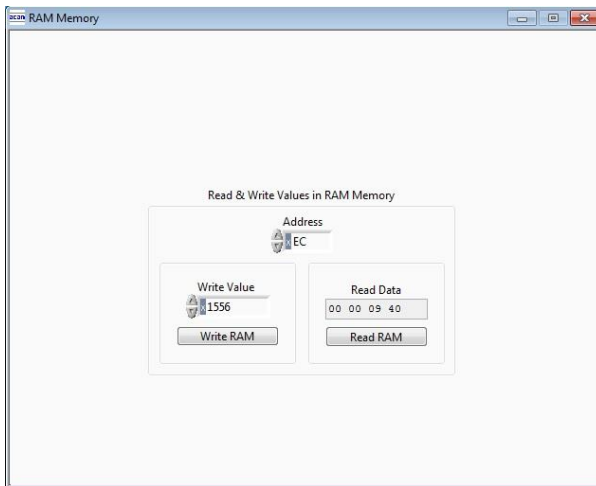 acan RAM Memory
Read & Write Values in RAM Memory
Address
x EC
Write Value
x 1556
Write RAM
Read Data
00 00 09 40
Read RAM